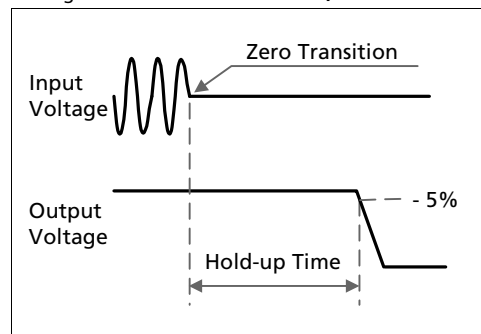 Zero Transition
Input
Voltage
- 5%
Output
Voltage
Hold-up Time